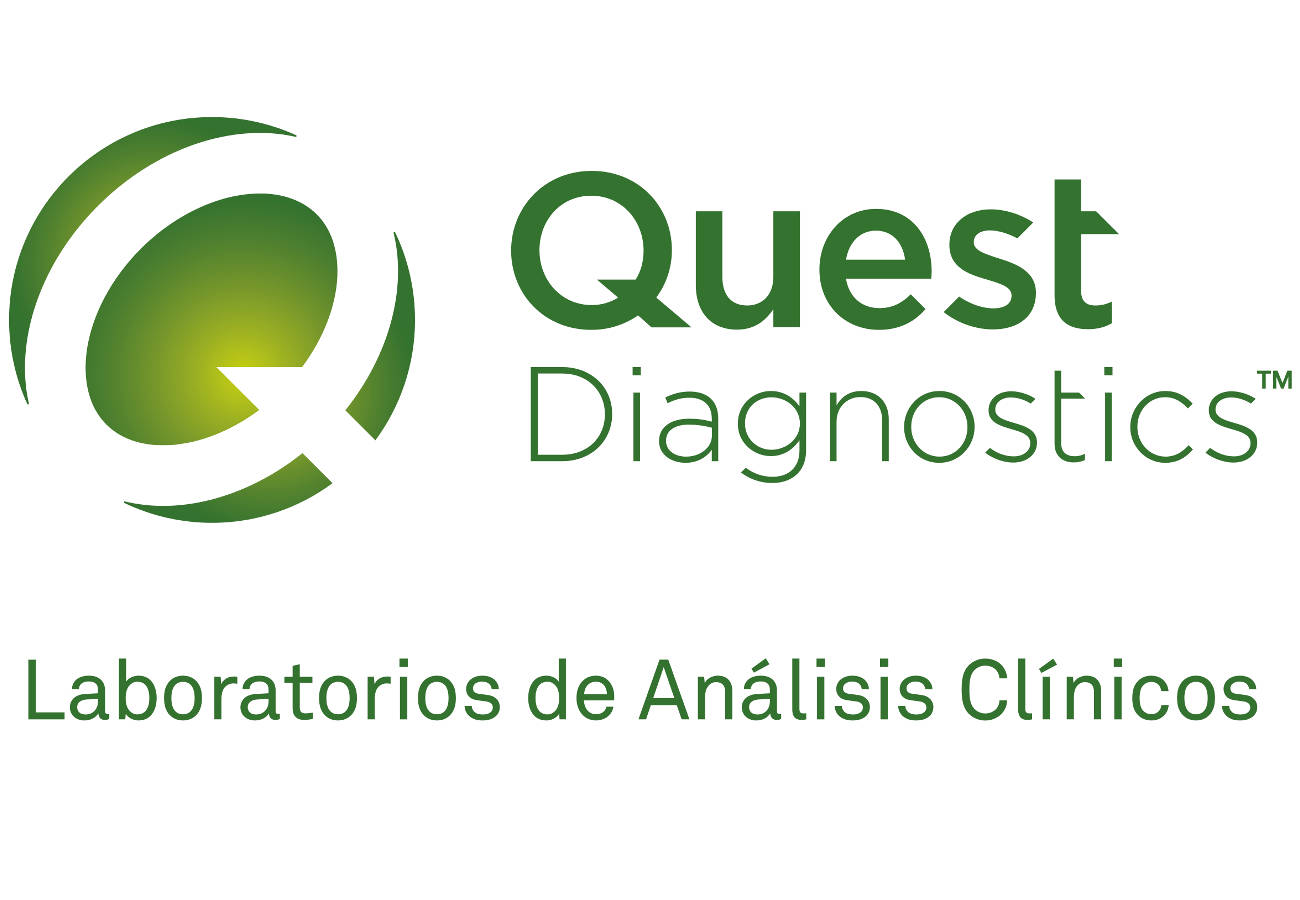 Quest
Diagnostics™
Laboratorios de Análisis Clínicos